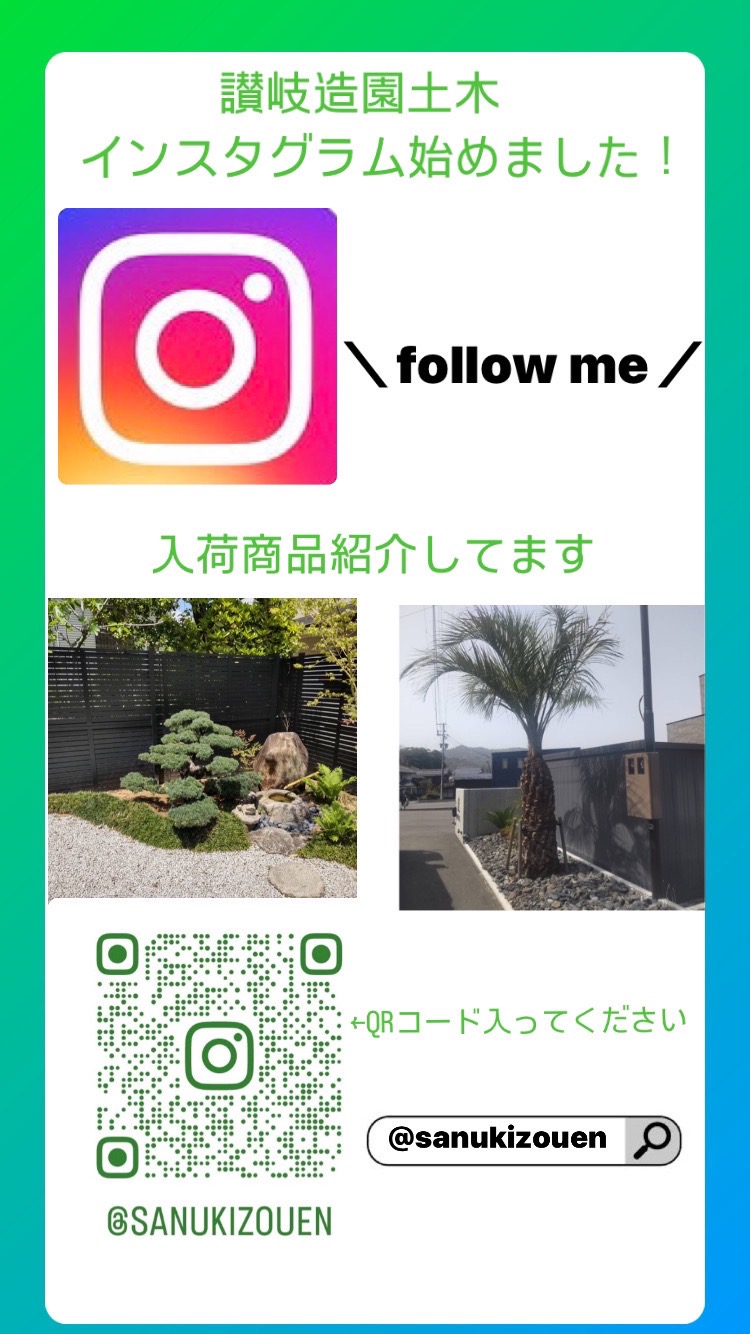 讃岐造園土木
インスタグラム始めました！
＼ follow me ／
入荷商品紹介してます
←QRコード入ってください
@sanukizouen
@SANUKIZOUEN